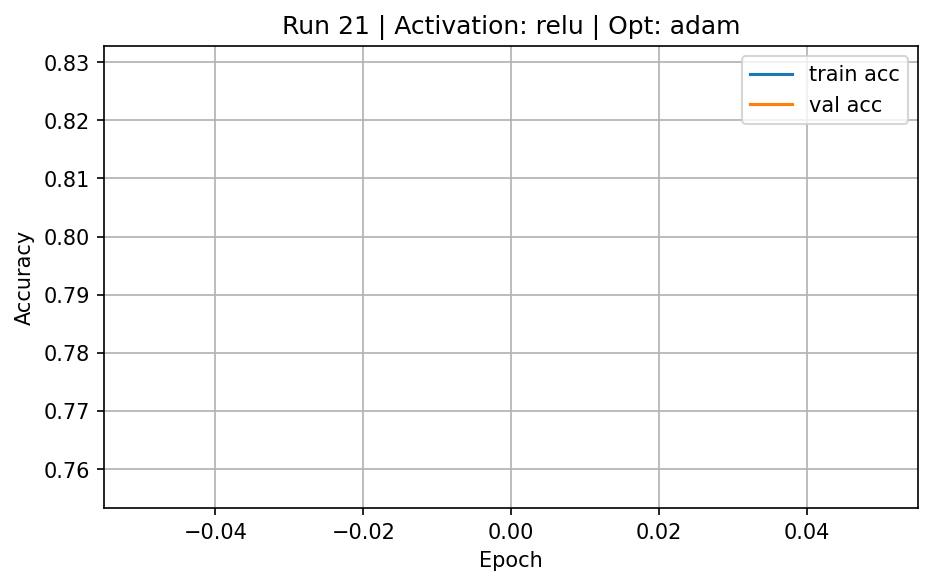 Run 21 | Activation: relu | Opt: adam
train acc
val acc
0.83
0.82
0.81
0.80
0.79
0.78
0.77
0.76
Accuracy
−0.04
−0.02
0.00
0.02
0.04
Epoch